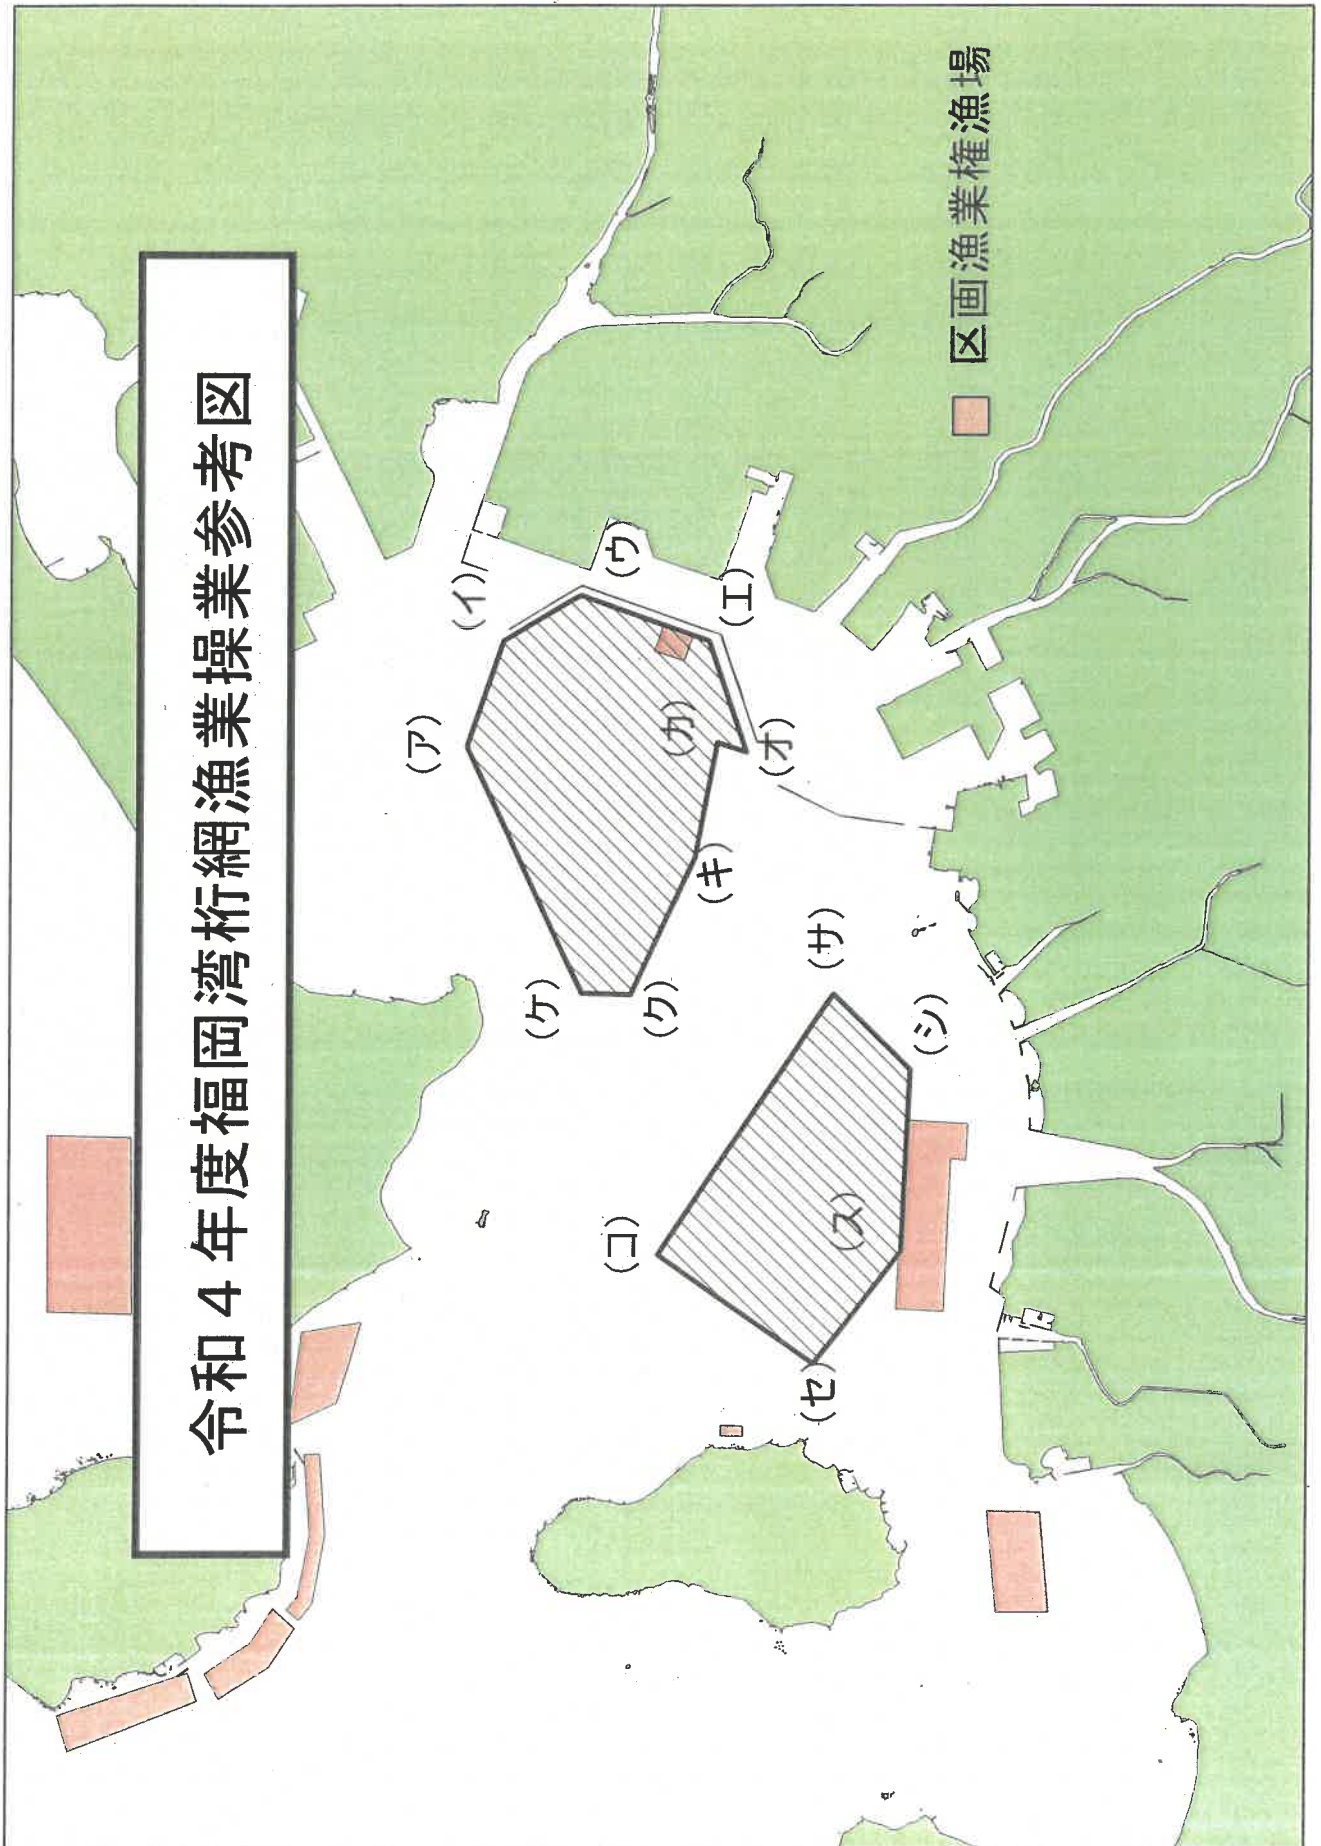 令和４年度福岡湾桁網漁業操業参考図
(ア)
(イ)
(ウ)
(エ)
(オ)
(カ)
(キ)
(ク)
(ケ)
(コ)
(サ)
(シ)
(ス)
(セ)
区画漁業権漁場